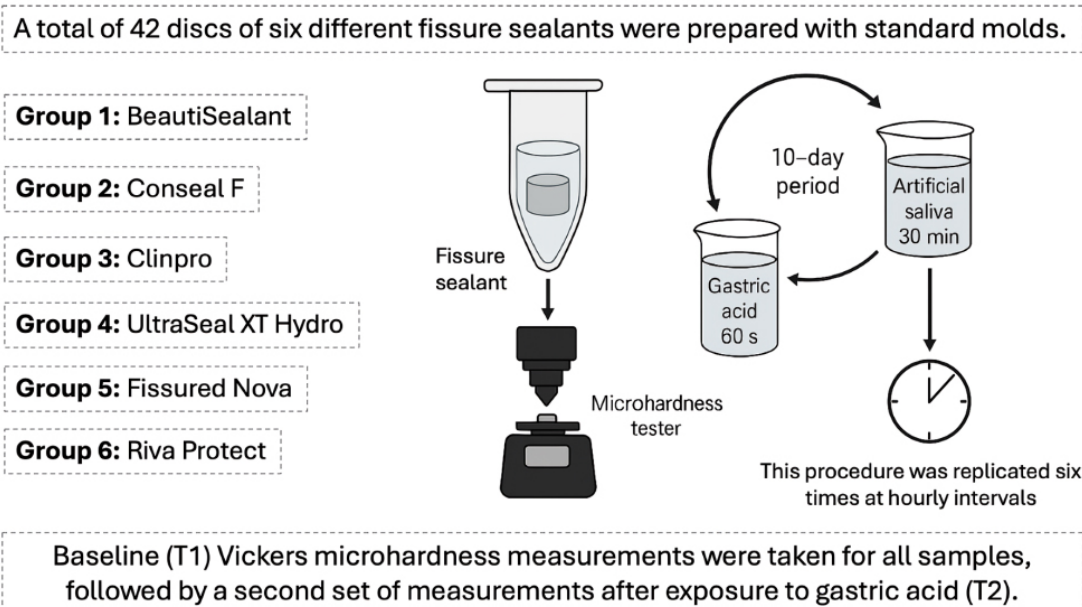 A total of 42 discs of six different fissure sealants were prepared with standard molds.
Group 1: BeautiSealant
Group 2: Conseal F
Group 3: Clinpro
Group 4: UltraSeal XT Hydro
Group 5: Fissured Nova
Group 6: Riva Protect
Fissure
sealant
Microhardness
tester
10–day
period
Artificial
saliva
30 min
Gastric
acid
60 s
This procedure was replicated six
times at hourly intervals
Baseline (T1) Vickers microhardness measurements were taken for all samples,
followed by a second set of measurements after exposure to gastric acid (T2).